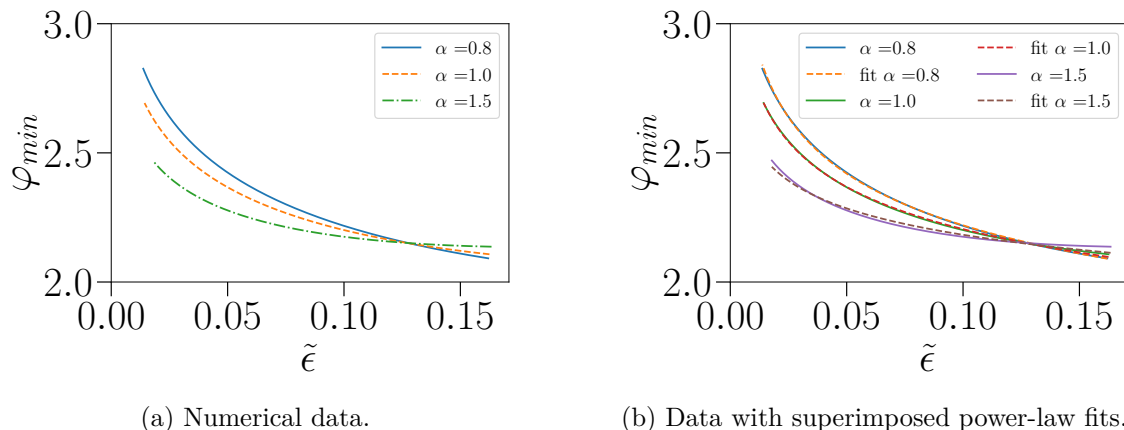 3.0
2.5
2.0
φmin
0.00
0.05
0.10
0.15
ϵ̃
α =0.8
α =1.0
α =1.5
(a) Numerical data.
3.0
2.5
2.0
φmin
0.00
0.05
0.10
0.15
ϵ̃
α =0.8
fit α =0.8
α =1.0
fit α =1.0
α =1.5
fit α =1.5
(b) Data with superimposed power-law fits.